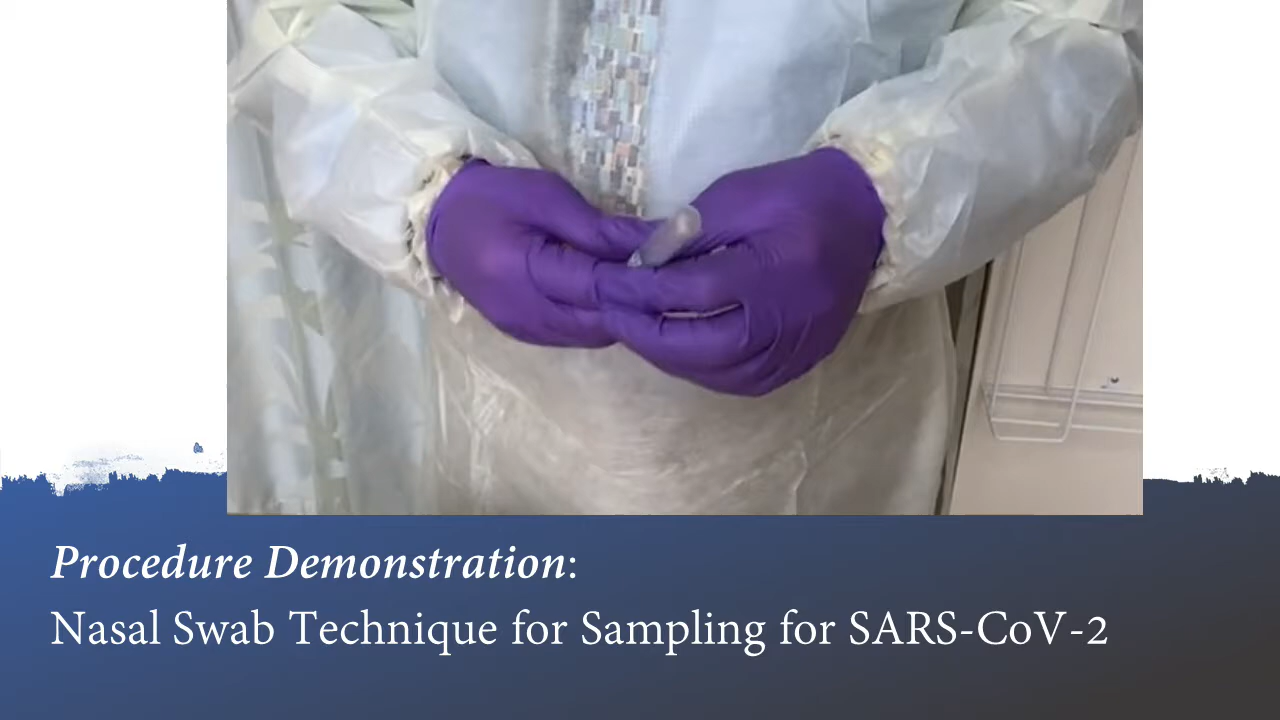 Procedure Demonstration:
Nasal Swab Technique for Sampling for SARS-CoV-2